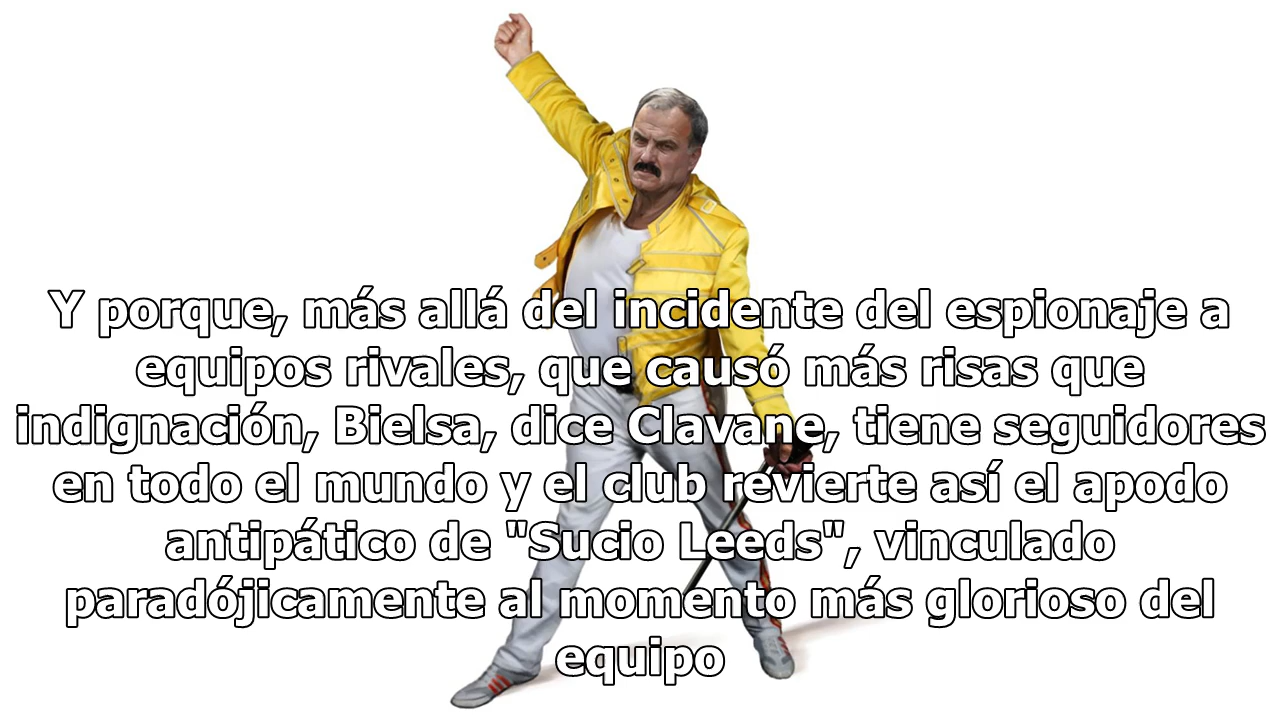 Y porque, más allá del incidente del espionaje a
equipos rivales, que causó más risas que
indignación, Bielsa, dice Clavane, tiene seguidores
en todo el mundo y el club revierte así el apodo
antipático de "Sucio Leeds", vinculado
paradójicamente al momento más glorioso del
equipo